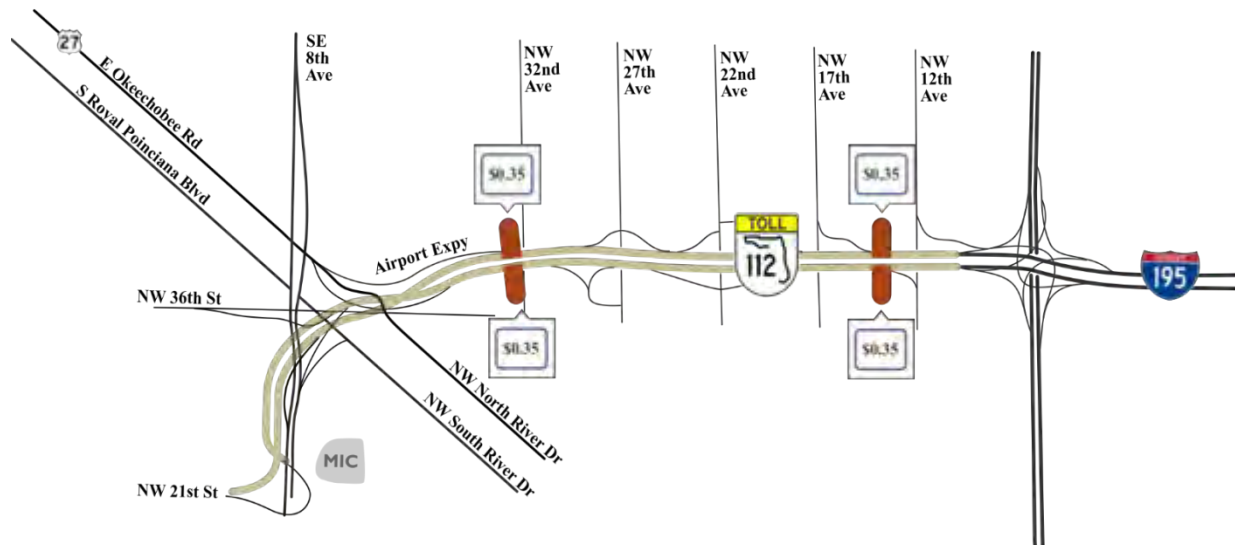 27
E Okeechobee Rd
S Royal Poinciana Blvd
SE
8th
Ave
NW
32nd
Ave
NW
27th
Ave
NW
22nd
Ave
NW
17th
Ave
NW
12th
Ave
$0.35
$0.35
Airport Expy
TOLL
112
195
NW 36th St
$0.35
$0.35
NW North River Dr
NW South River Dr
MIC
NW 21st St